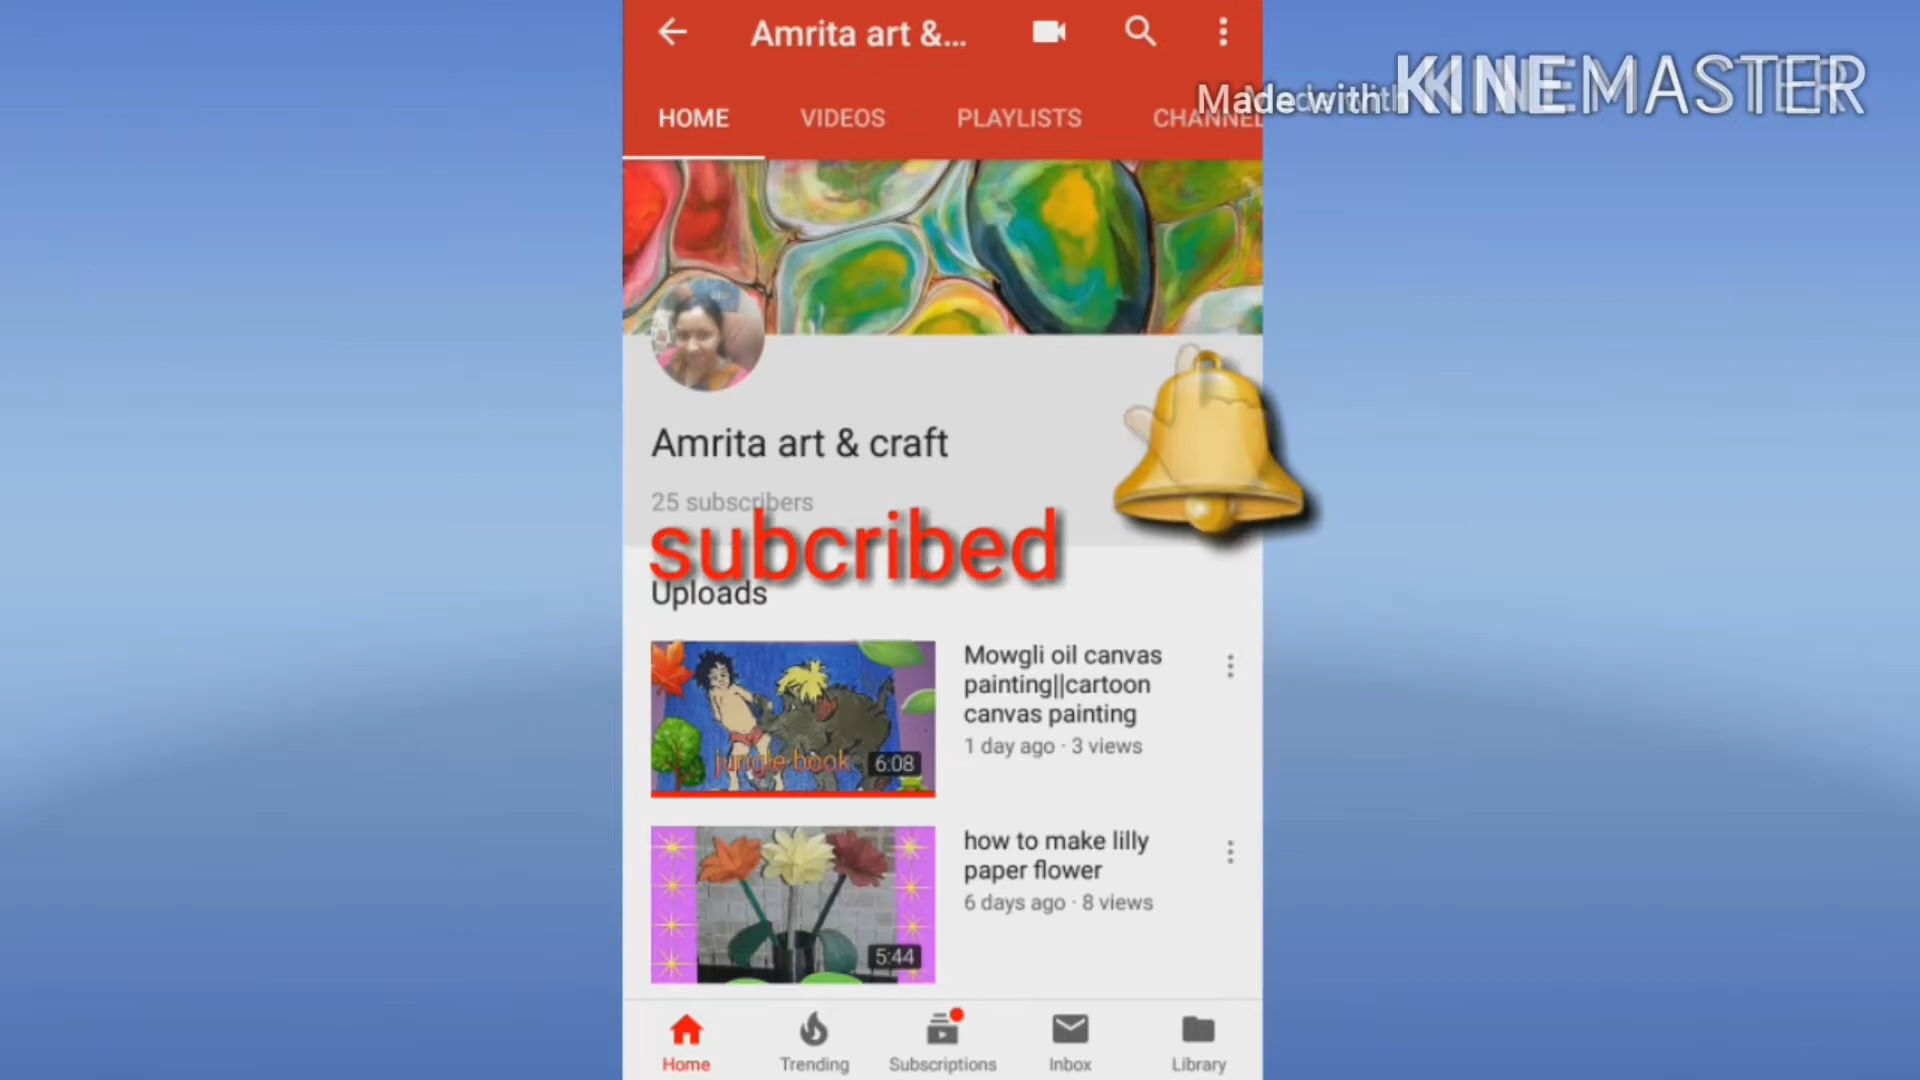 Amrita art &...
Made with KINEMASTER
HOME VIDEOS PLAYLISTS CHANNEL
Amrita art & craft
25 subscribers
subcribed
Uploads
Mowgli oil canvas
painting||cartoon
canvas painting
1 day ago · 3 views
jungle book
6:08
how to make lilly
paper flower
6 days ago · 8 views
5:44
Home Trending Subscriptions Inbox Library